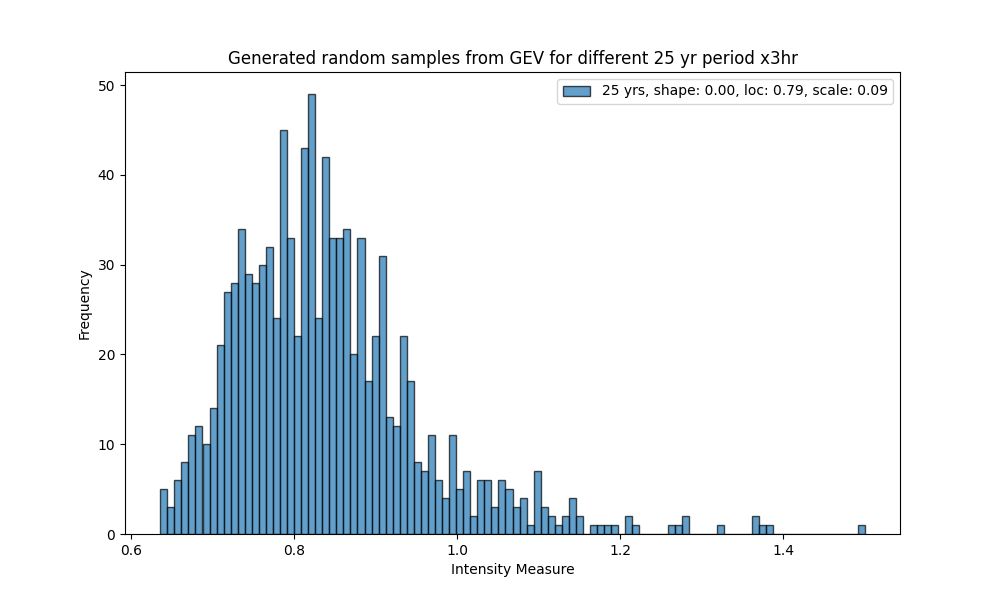 Generated random samples from GEV for different 25 yr period x3hr
25 yrs, shape: 0.00, loc: 0.79, scale: 0.09
50
40
30
20
10
0
Frequency
0.6 0.8 1.0 1.2 1.4
Intensity Measure